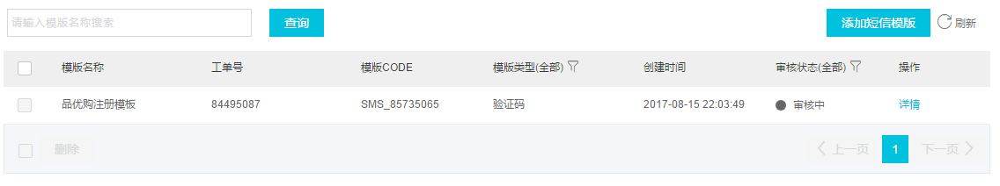 请输入模版名称搜索 查询 添加短信模版 刷新
模版名称 工单号 模版CODE 模版类型(全部) 创建时间 审核状态(全部) 操作
品优购注册模板 84495087 SMS_85735065 验证码 2017-08-15 22:03:49 审核中 详情
删除 上一页 1 下一页